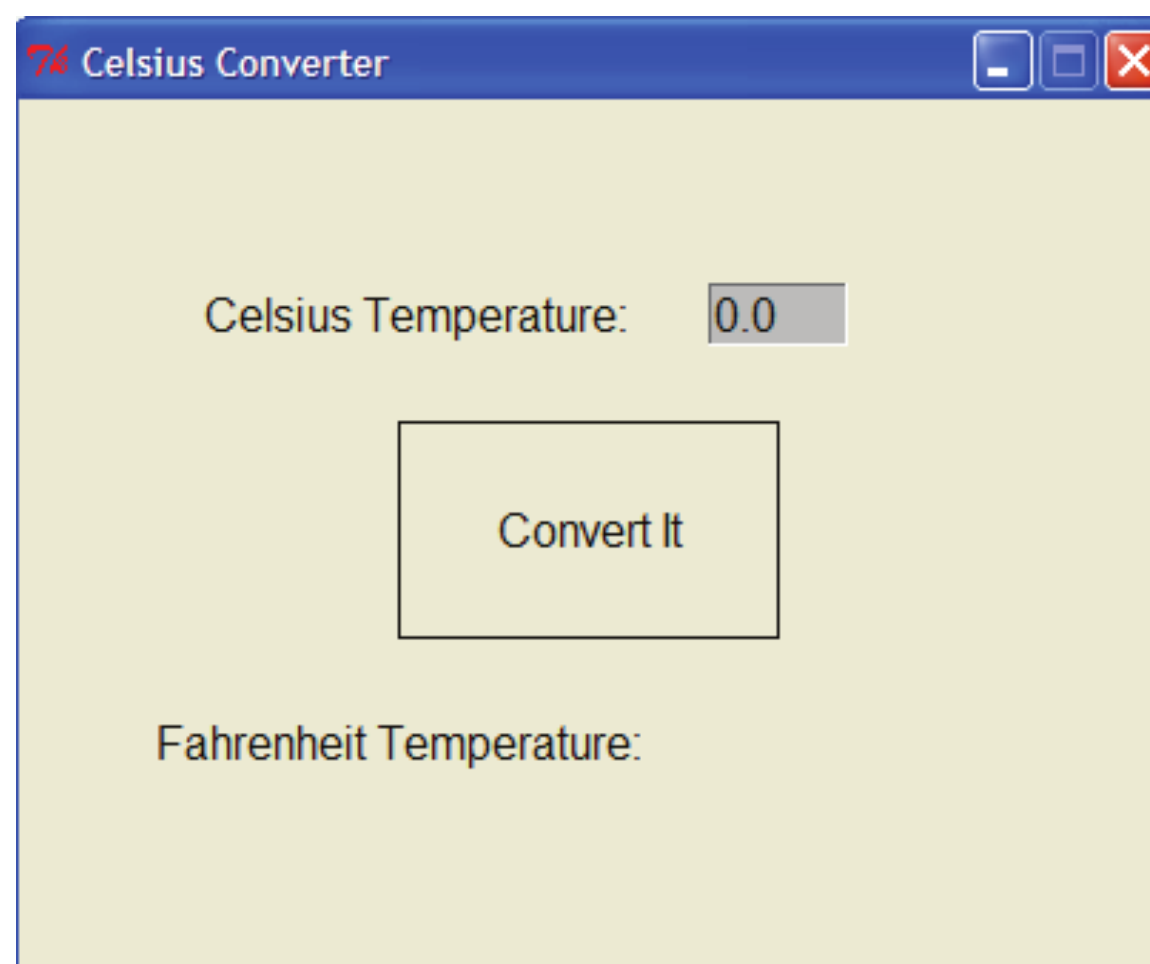 Celsius Converter
Celsius Temperature: 0.0
Convert It
Fahrenheit Temperature: